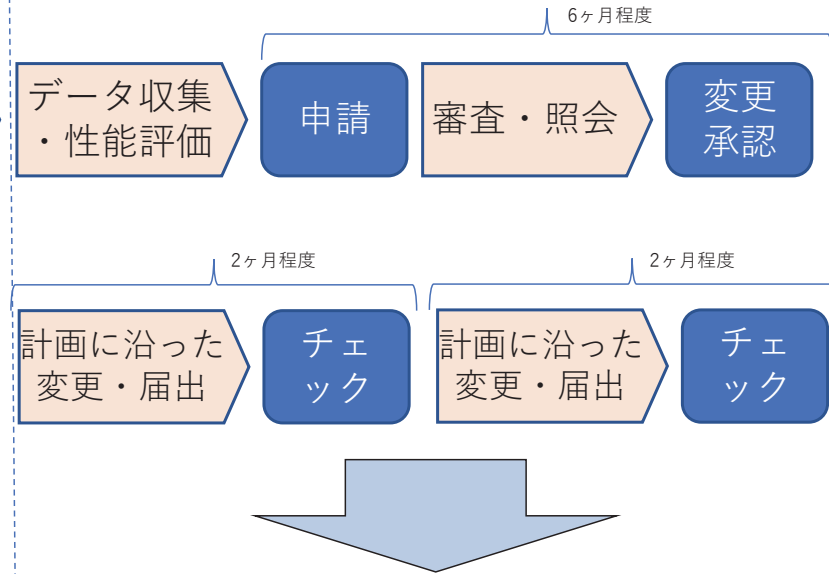 6ヶ月程度
データ収集
・性能評価
申請
審査・照会
変更
承認
2ヶ月程度
2ヶ月程度
計画に沿った
変更・届出
チェ
ック
計画に沿った
変更・届出
チェ
ック